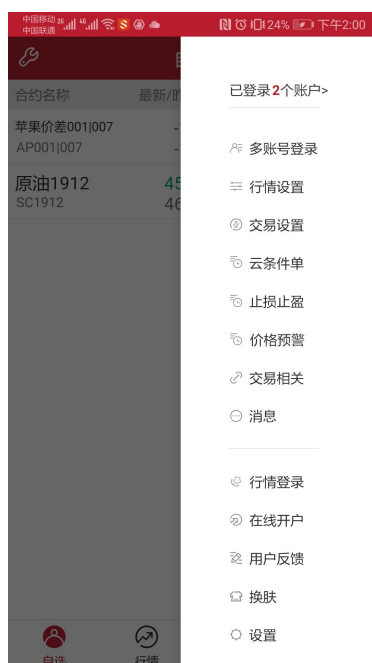 中国移动 2G 4G 24% 下午2:00
中国联通
合约名称 最新/昨
苹果价差001|007 -
AP001|007 -
原油1912 45
SC1912 46
自选 行情
已登录2个账户>
多账号登录
行情设置
交易设置
云条件单
止损止盈
价格预警
交易相关
消息
行情登录
在线开户
用户反馈
换肤
设置